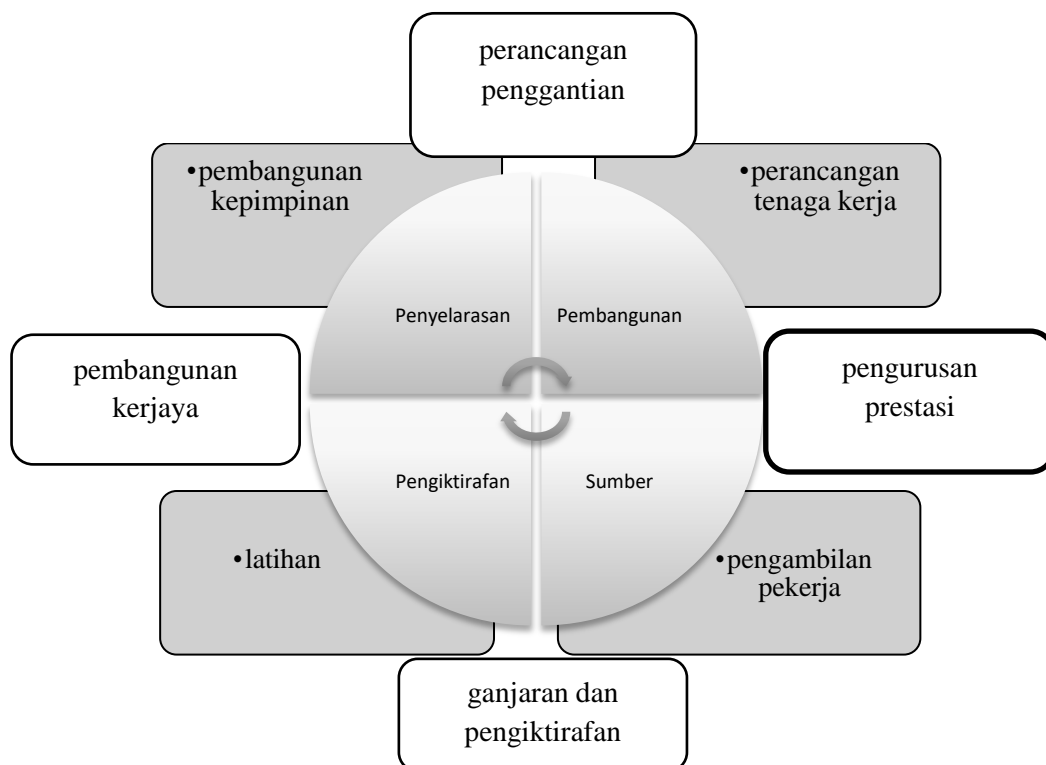 perancangan
penggantian
•pembangunan
kepimpinan
•perancangan
tenaga kerja
Penyelarasan
Pembangunan
pembangunan
kerjaya
pengurusan
prestasi
Pengiktirafan
Sumber
•latihan
•pengambilan
pekerja
ganjaran dan
pengiktirafan